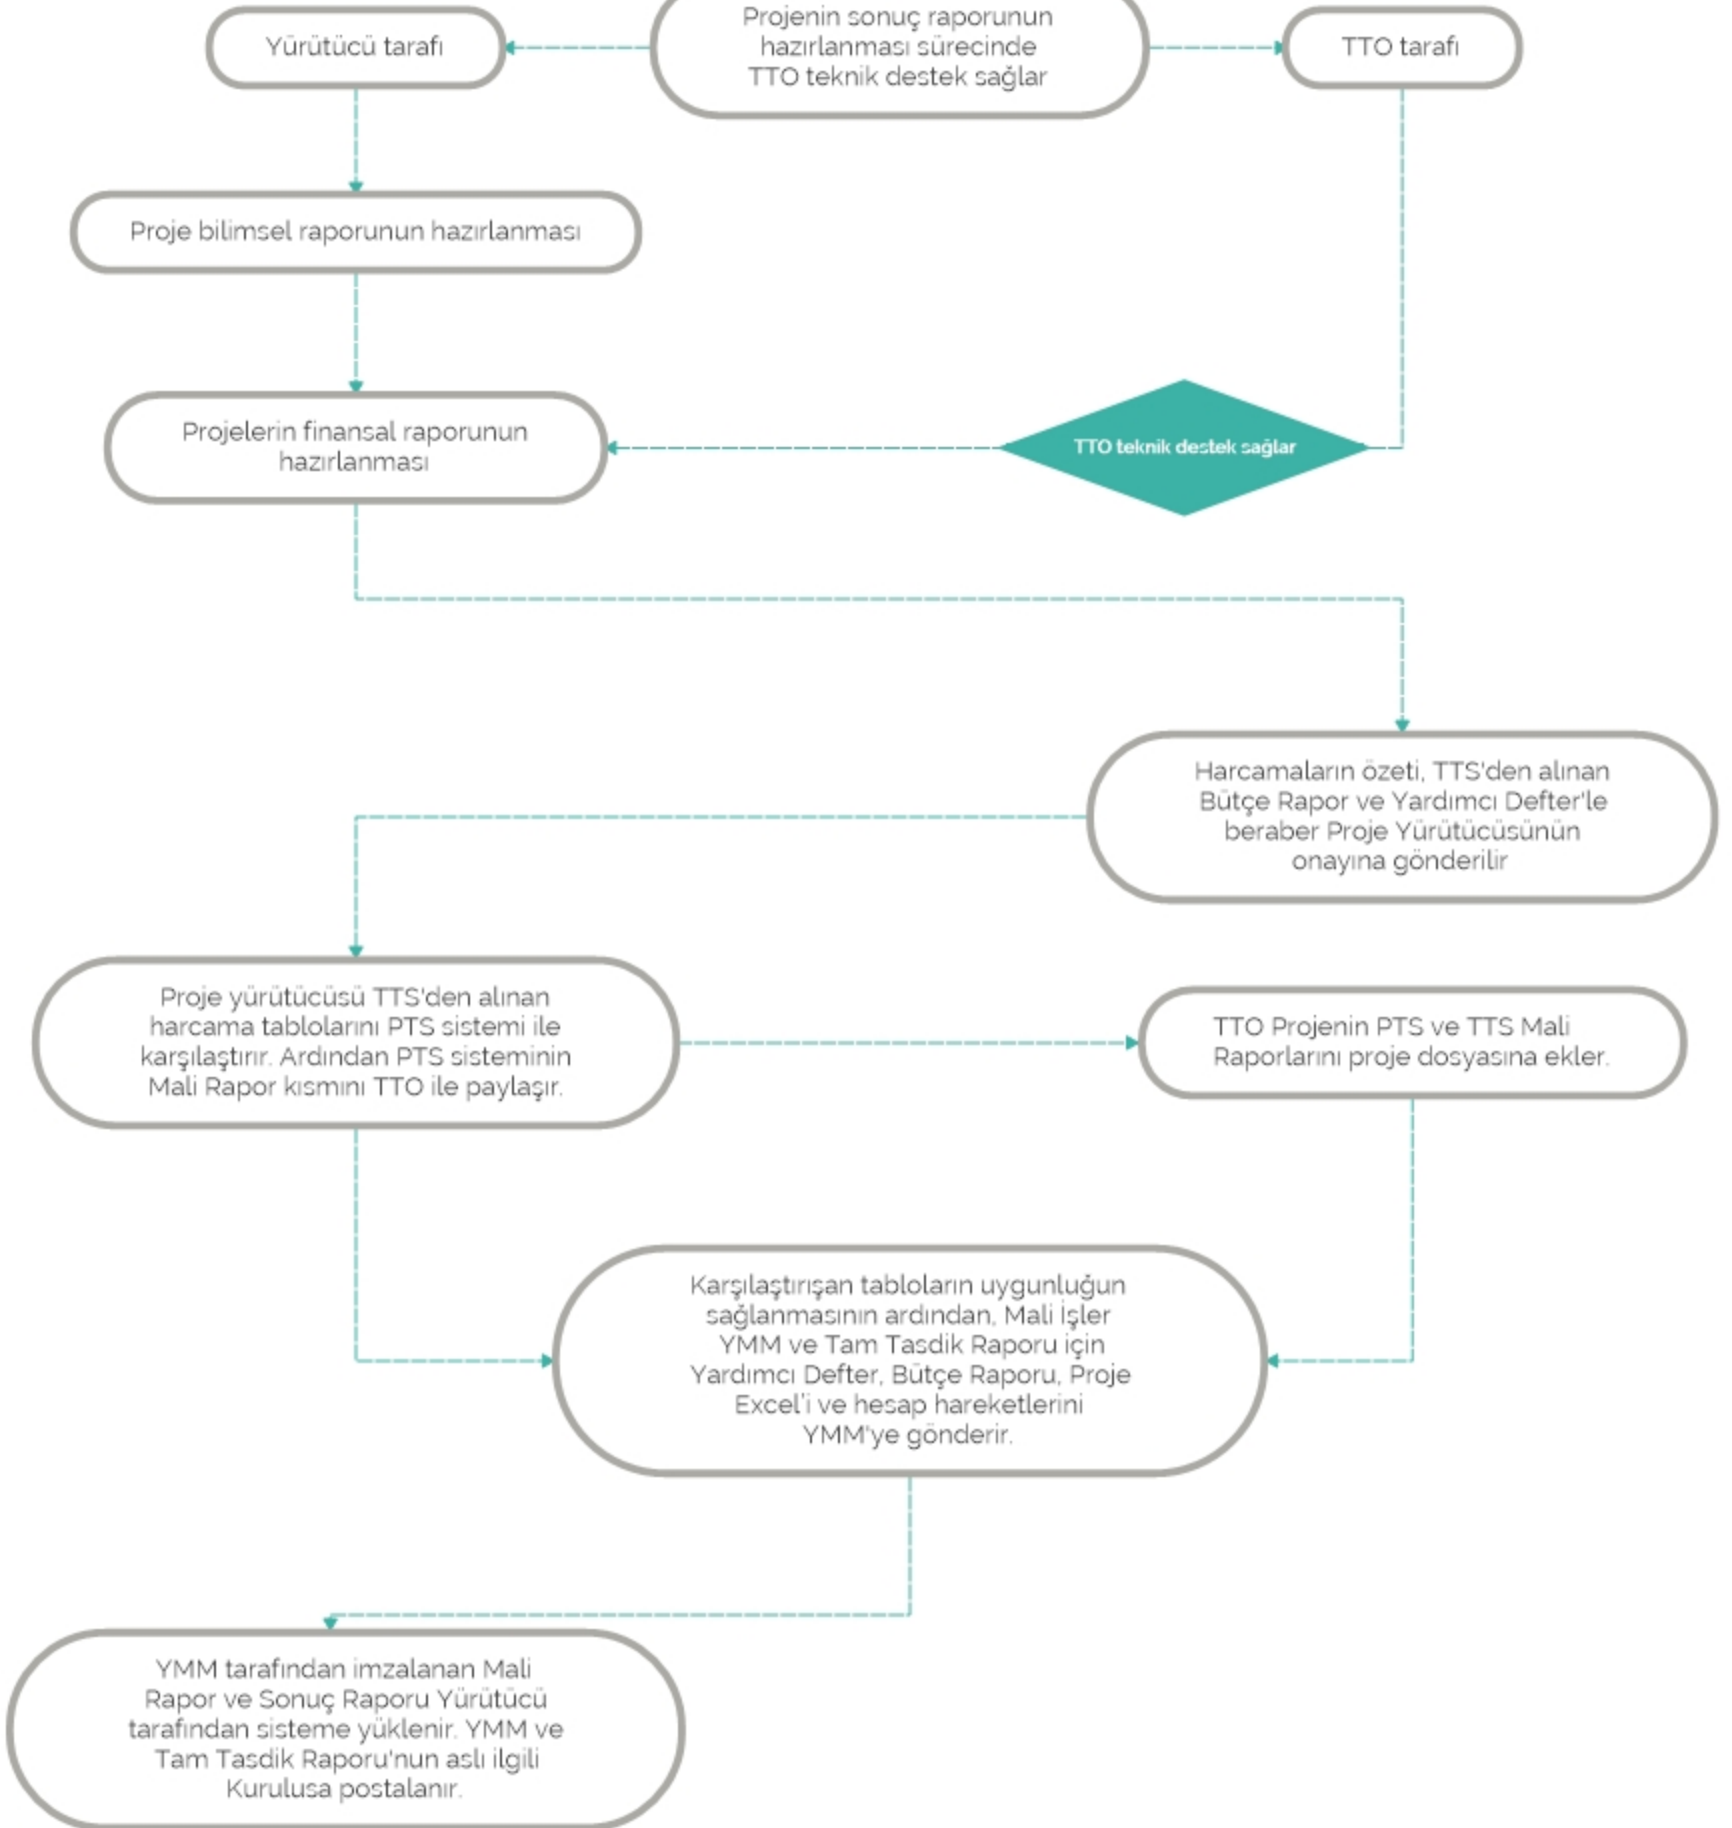 Projenin sonuç raporunun
hazırlanması sürecinde
TTO teknik destek sağlar
Yürütücü tarafı
TTO tarafı
Proje bilimsel raporunun hazırlanması
Projelerin finansal raporunun
hazırlanması
TTO teknik destek sağlar
Harcamaların özeti, TTS'den alınan
Bütçe Rapor ve Yardımcı Defter'le
beraber Proje Yürütücüsünün
onayına gönderilir
Proje yürütücüsü TTS'den alınan
harcama tablolarını PTS sistemi ile
karşılaştırır. Ardından PTS sisteminin
Mali Rapor kısmını TTO ile paylaşır.
TTO Projenin PTS ve TTS Mali
Raporlarını proje dosyasına ekler.
Karşılaştırışan tabloların uygunluğun
sağlanmasının ardından, Mali İşler
YMM ve Tam Tasdik Raporu için
Yardımcı Defter, Bütçe Raporu, Proje
Excel'i ve hesap hareketlerini
YMM'ye gönderir.
YMM tarafından imzalanan Mali
Rapor ve Sonuç Raporu Yürütücü
tarafından sisteme yüklenir. YMM ve
Tam Tasdik Raporu'nun aslı ilgili
Kurulusa postalanır.